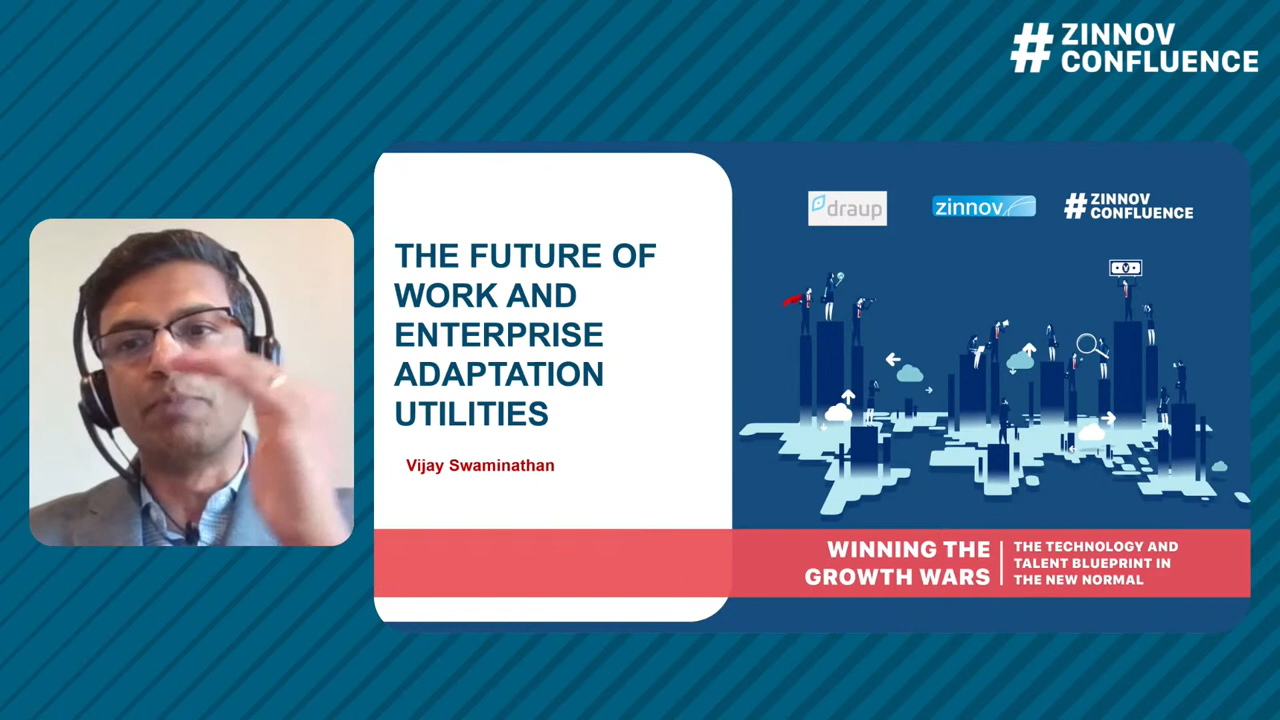 # ZINNOV
CONFLUENCE
THE FUTURE OF
WORK AND
ENTERPRISE
ADAPTATION
UTILITIES
Vijay Swaminathan
draup
zinnov
# ZINNOV
CONFLUENCE
WINNING THE
GROWTH WARS
THE TECHNOLOGY AND
TALENT BLUEPRINT IN
THE NEW NORMAL